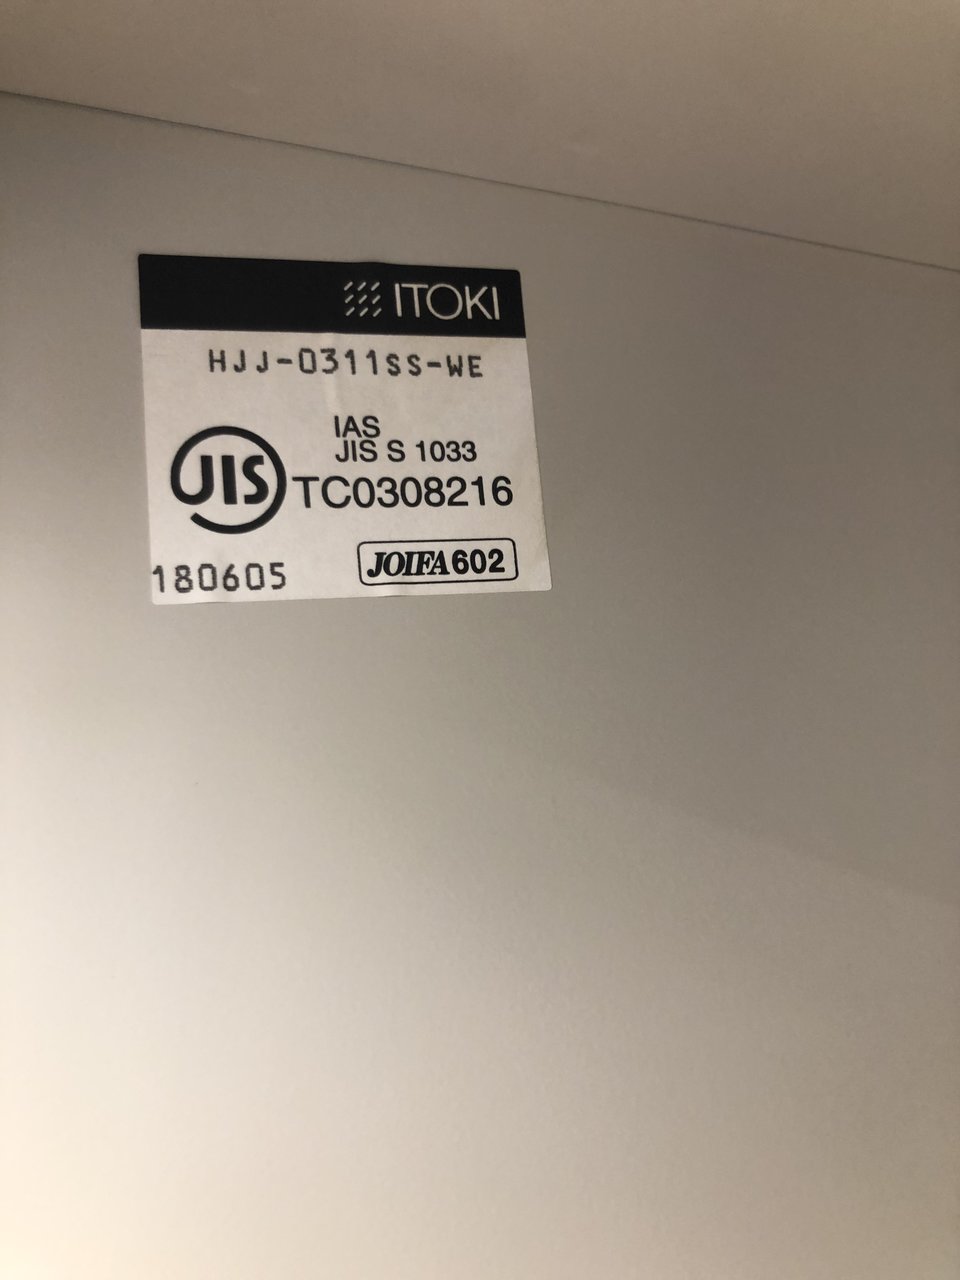 ITOKI
HJJ-0311SS-WE
IAS
JIS S 1033
JIS
TC0308216
180605
JOIFA602